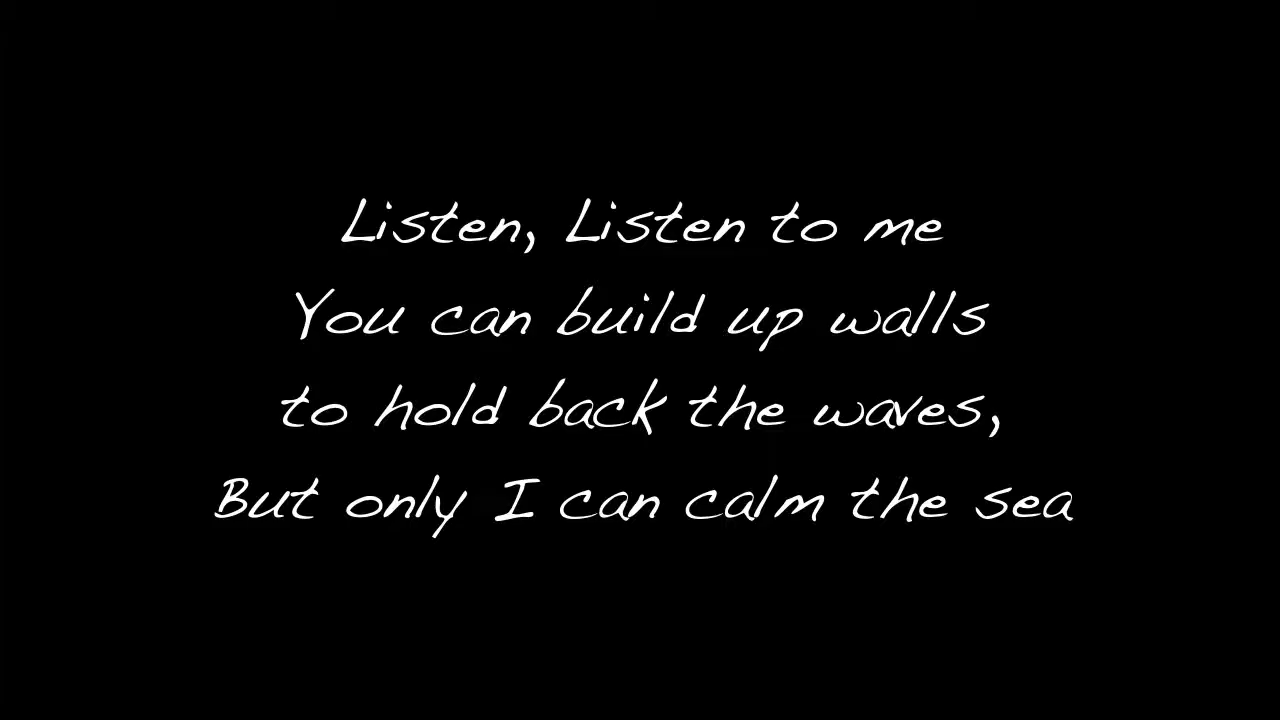 Listen, Listen to me
You can build up walls
to hold back the waves,
But only I can calm the sea